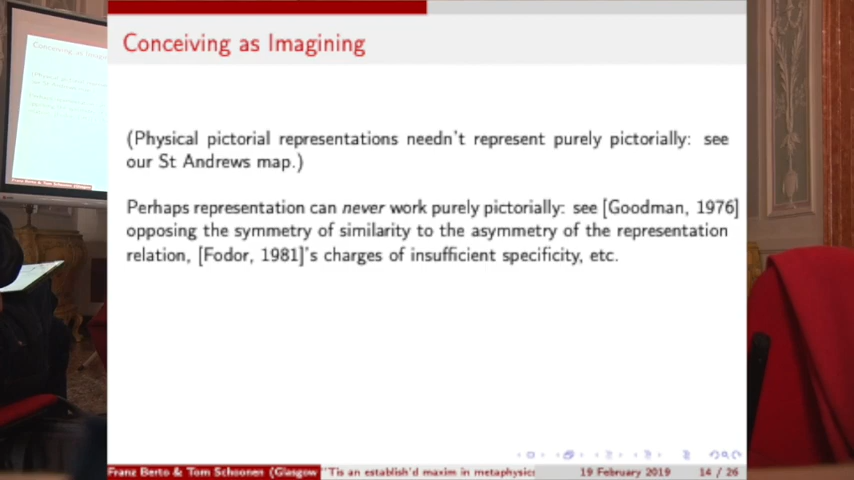 Conceiving as Imagining
(Physical pictorial representations needn't represent purely pictorially: see
our St Andrews map.)
Perhaps representation can never work purely pictorially: see [Goodman, 1976]
opposing the symmetry of similarity to the asymmetry of the representation
relation, [Fodor, 1981]'s charges of insufficient specificity, etc.
Franz Berto & Tom Schoonen (Glasgow "Tis an establish'd maxim in metaphysics 19 February 2019 14 / 26